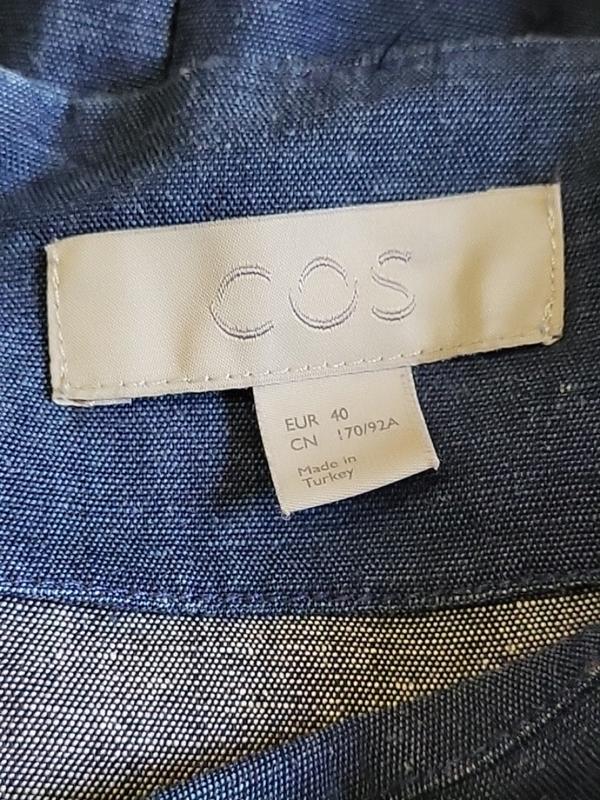 COS
EUR 40
CN 170/92A
Made in
Turkey